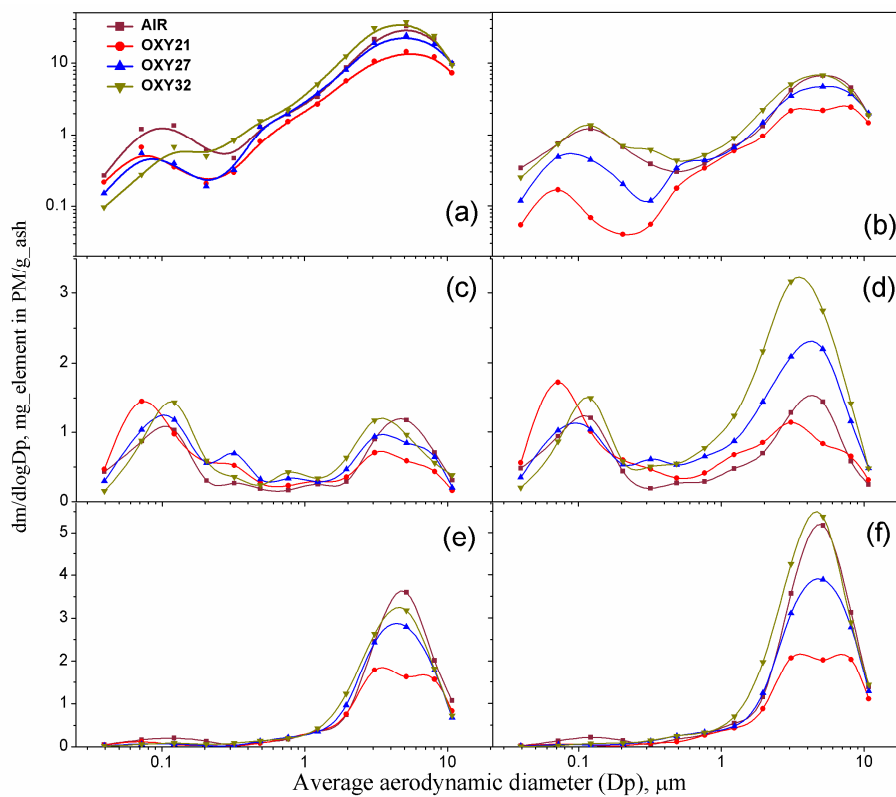 AIR
OXY21
OXY27
OXY32
10
1
0.1
(a)
(b)
3
2
1
0
(c)
(d)
5
4
3
2
1
0
(e)
(f)
0.1 1 10 0.1 1 10
dm/dlogDp, mg_element in PM/g_ash
Average aerodynamic diameter (Dp), μm